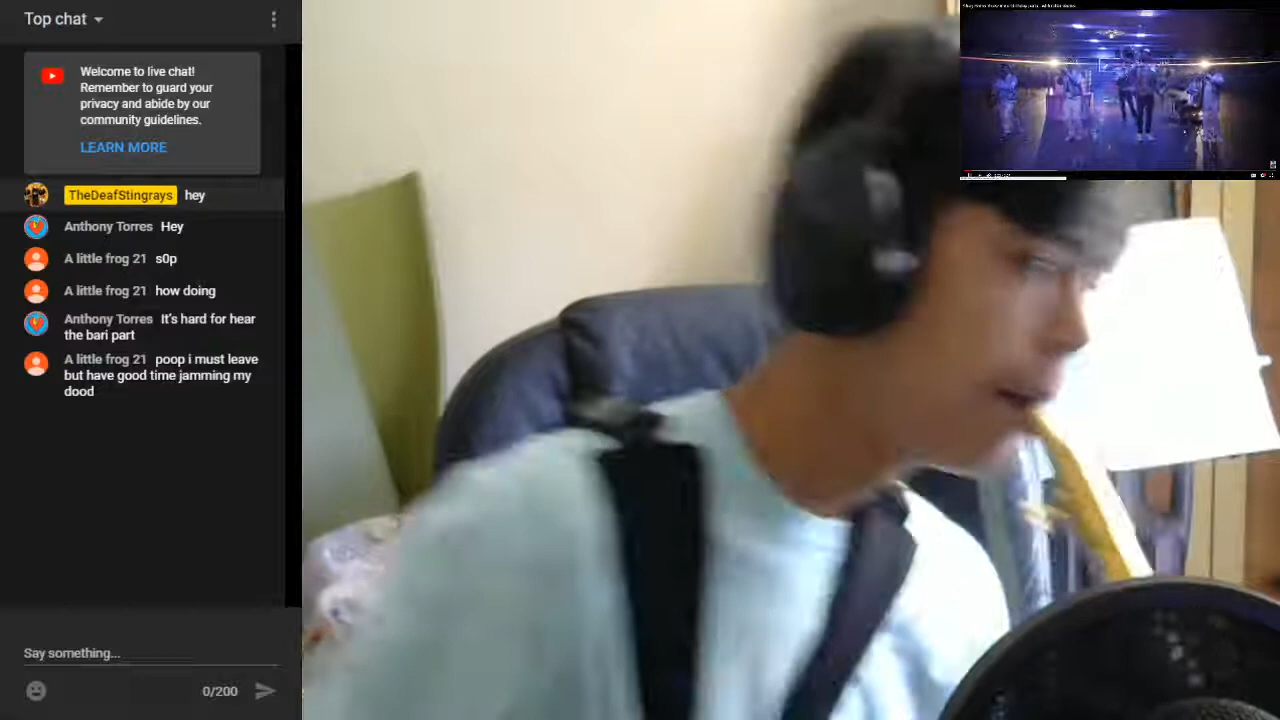 Top chat
Welcome to live chat!
Remember to guard your
privacy and abide by our
community guidelines.
LEARN MORE
TheDeafStingrays hey
Anthony Torres Hey
A little frog 21 s0p
A little frog 21 how doing
Anthony Torres It's hard for hear
the bari part
A little frog 21 poop i must leave
but have good time jamming my
dood
Say something...
0/200